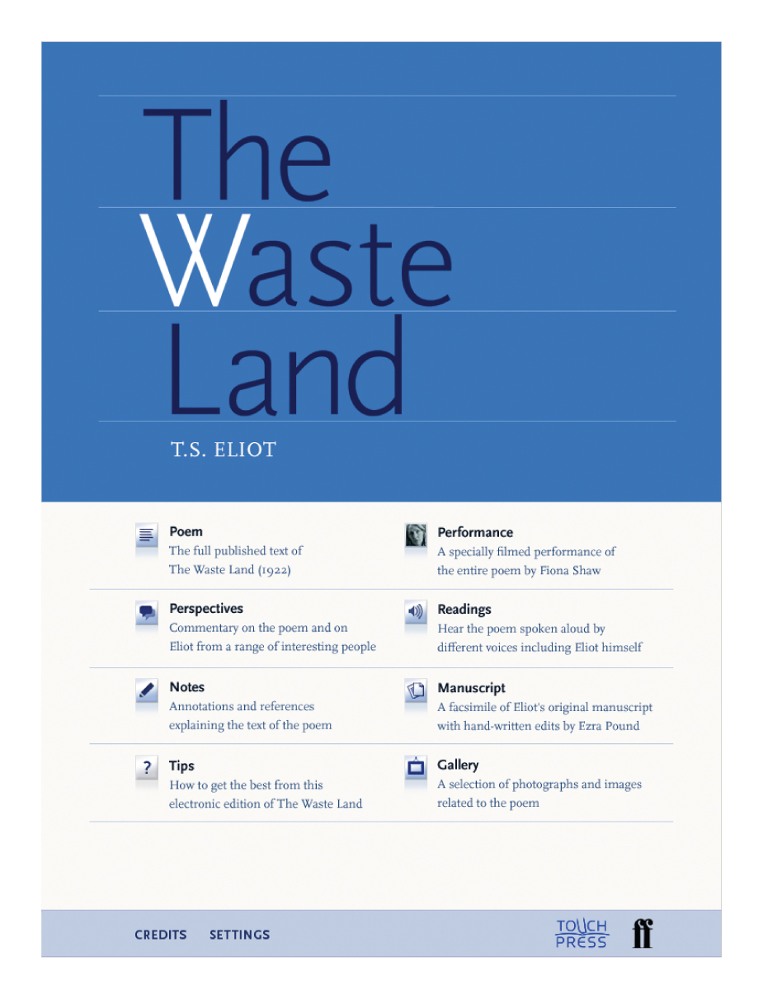 The
Waste
Land
T.S. ELIOT
Poem
The full published text of
The Waste Land (1922)
Performance
A specially filmed performance of
the entire poem by Fiona Shaw
Perspectives
Commentary on the poem and on
Eliot from a range of interesting people
Readings
Hear the poem spoken aloud by
different voices including Eliot himself
Notes
Annotations and references
explaining the text of the poem
Manuscript
A facsimile of Eliot's original manuscript
with hand-written edits by Ezra Pound
? Tips
How to get the best from this
electronic edition of The Waste Land
Gallery
A selection of photographs and images
related to the poem
CREDITS SETTINGS
TOUCH
PRESS
ff